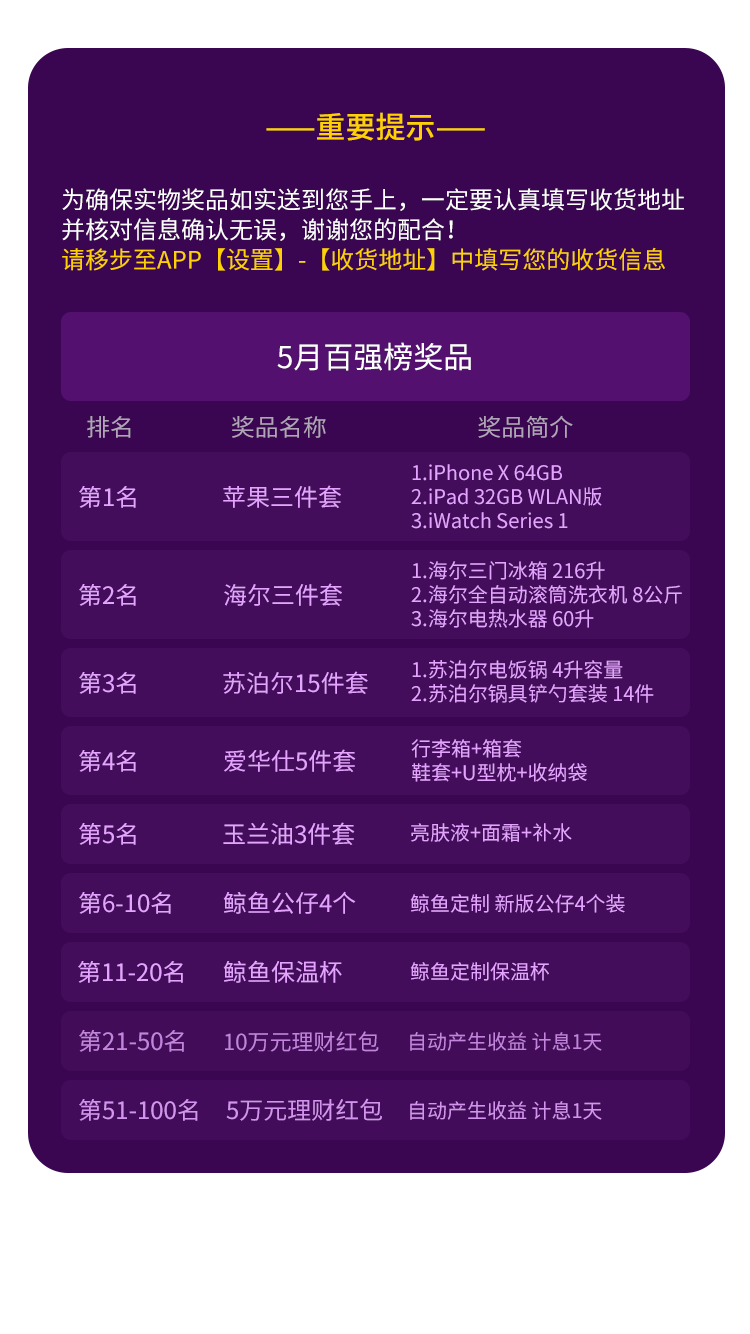 ——重要提示——
为确保实物奖品如实送到您手上，一定要认真填写收货地址
并核对信息确认无误，谢谢您的配合！
请移步至APP【设置】-【收货地址】中填写您的收货信息
5月百强榜奖品
排名 奖品名称 奖品简介
第1名 苹果三件套
1.iPhone X 64GB
2.iPad 32GB WLAN版
3.iWatch Series 1
第2名 海尔三件套
1.海尔三门冰箱 216升
2.海尔全自动滚筒洗衣机 8公斤
3.海尔电热水器 60升
第3名 苏泊尔15件套
1.苏泊尔电饭锅 4升容量
2.苏泊尔锅具铲勺套装 14件
第4名 爱华仕5件套
行李箱+箱套
鞋套+U型枕+收纳袋
第5名 玉兰油3件套 亮肤液+面霜+补水
第6-10名 鲸鱼公仔4个 鲸鱼定制 新版公仔4个装
第11-20名 鲸鱼保温杯 鲸鱼定制保温杯
第21-50名 10万元理财红包 自动产生收益 计息1天
第51-100名 5万元理财红包 自动产生收益 计息1天